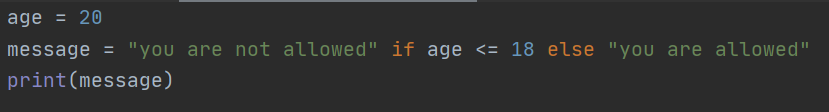 age = 20
message = "you are not allowed" if age <= 18 else "you are allowed"
print(message)